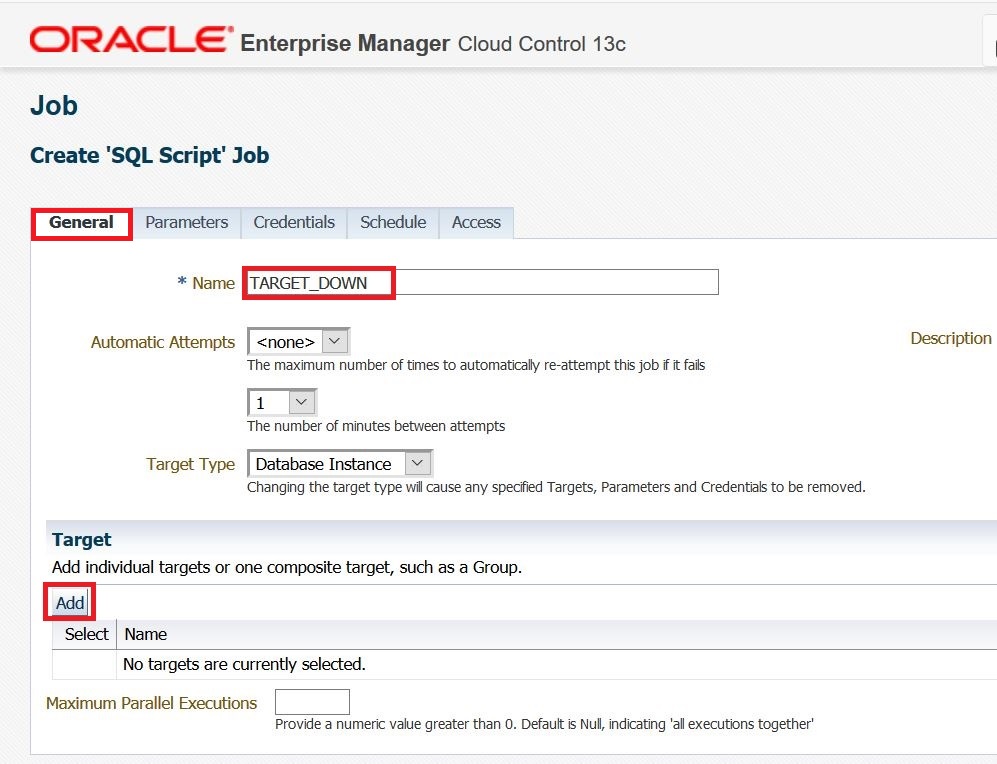 ORACLE® Enterprise Manager Cloud Control 13c
Job
Create 'SQL Script' Job
General Parameters Credentials Schedule Access
* Name TARGET_DOWN
Automatic Attempts <none> Description
The maximum number of times to automatically re-attempt this job if it fails
1
The number of minutes between attempts
Target Type Database Instance
Changing the target type will cause any specified Targets, Parameters and Credentials to be removed.
Target
Add individual targets or one composite target, such as a Group.
Add
Select Name
No targets are currently selected.
Maximum Parallel Executions
Provide a numeric value greater than 0. Default is Null, indicating 'all executions together'